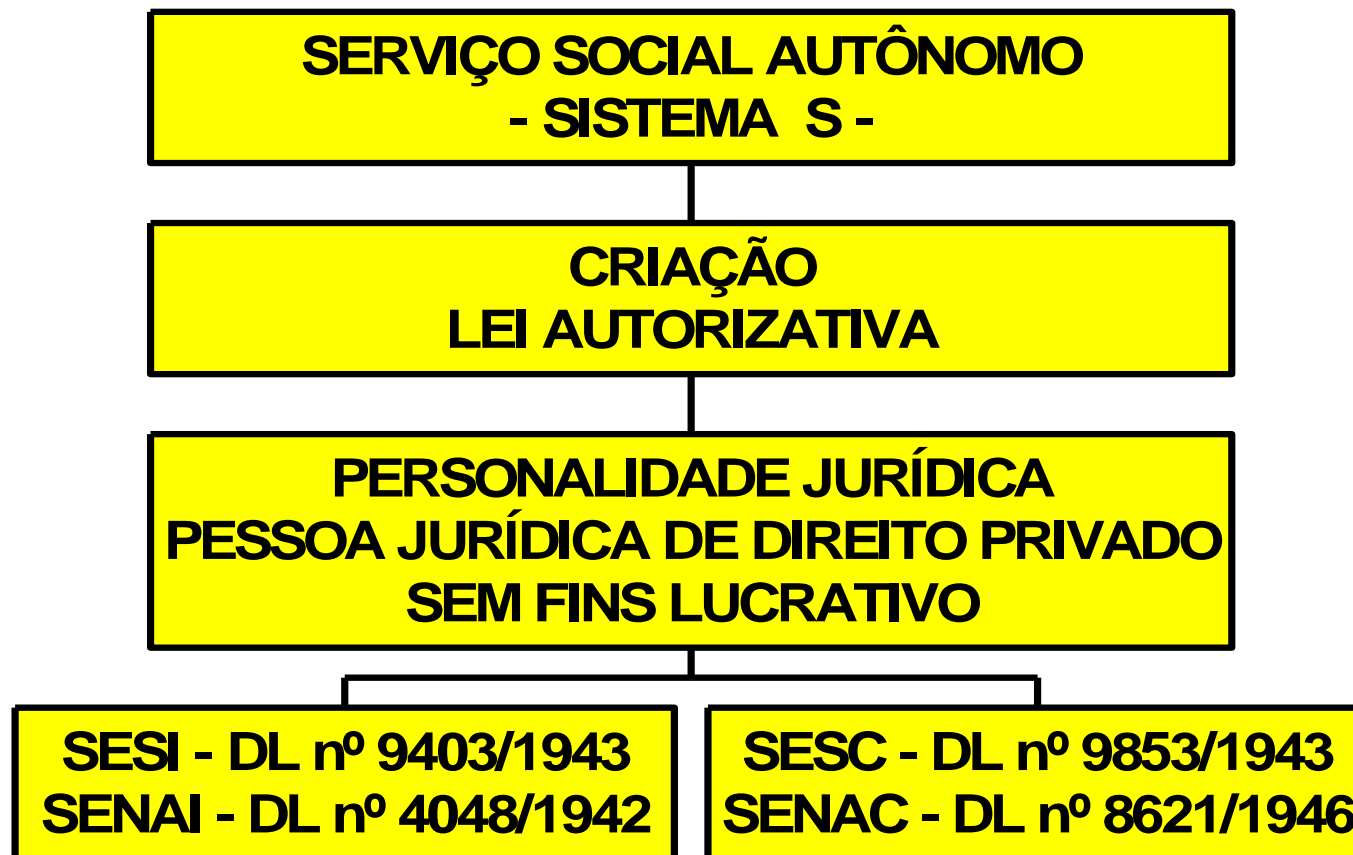 SERVIÇO SOCIAL AUTÔNOMO
- SISTEMA S -
CRIAÇÃO
LEI AUTORIZATIVA
PERSONALIDADE JURÍDICA
PESSOA JURÍDICA DE DIREITO PRIVADO
SEM FINS LUCRATIVO
SESI - DL nº 9403/1943
SENAI - DL nº 4048/1942
SESC - DL nº 9853/1943
SENAC - DL nº 8621/1946